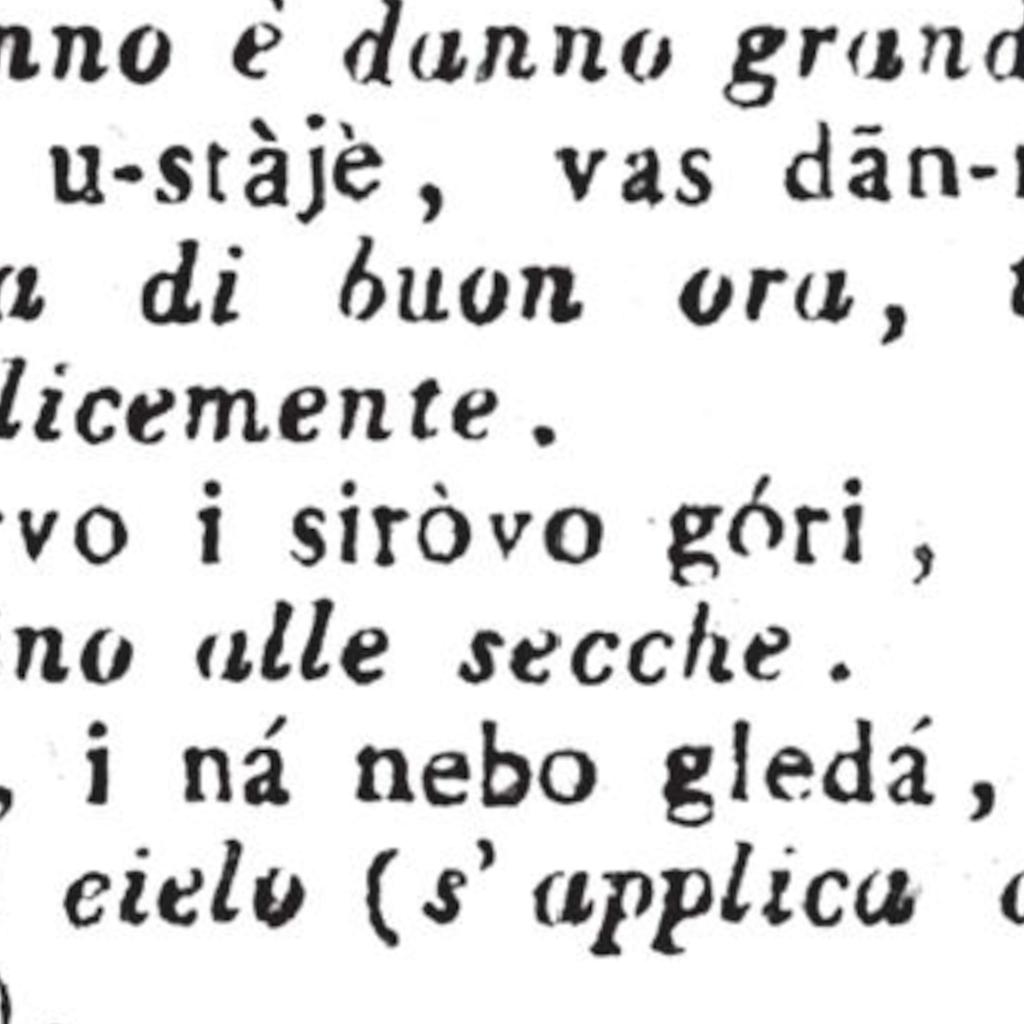 nno è danno grand
u-stàjè, vas dãn-
a di buon ora,
licemente.
vo i siròvo góri,
no alle secche.
, i ná nebo gledá,
cielo (s' applica
).